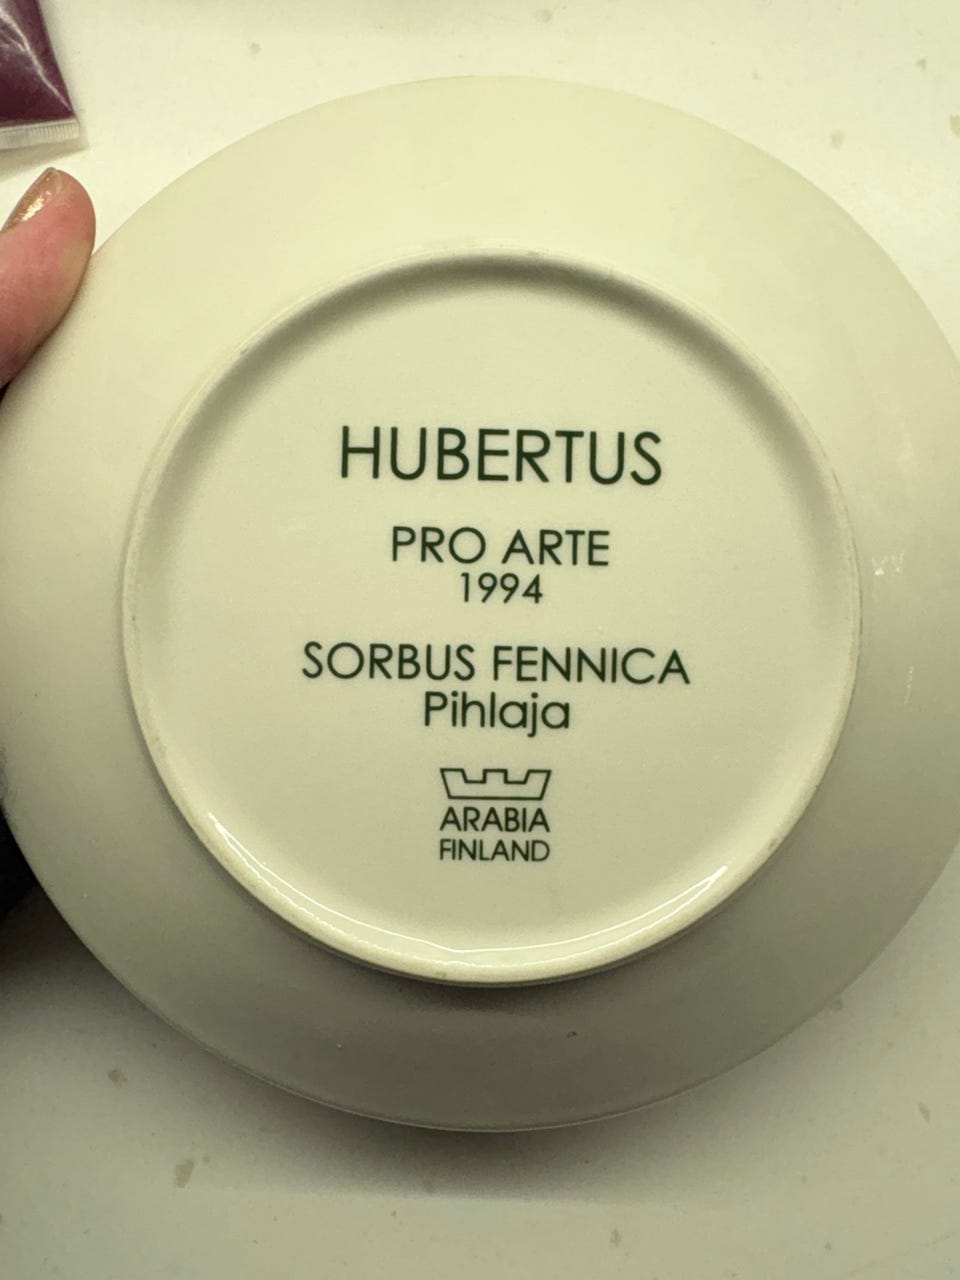 HUBERTUS
PRO ARTE
1994
SORBUS FENNICA
Pihlaja
ARABIA
FINLAND